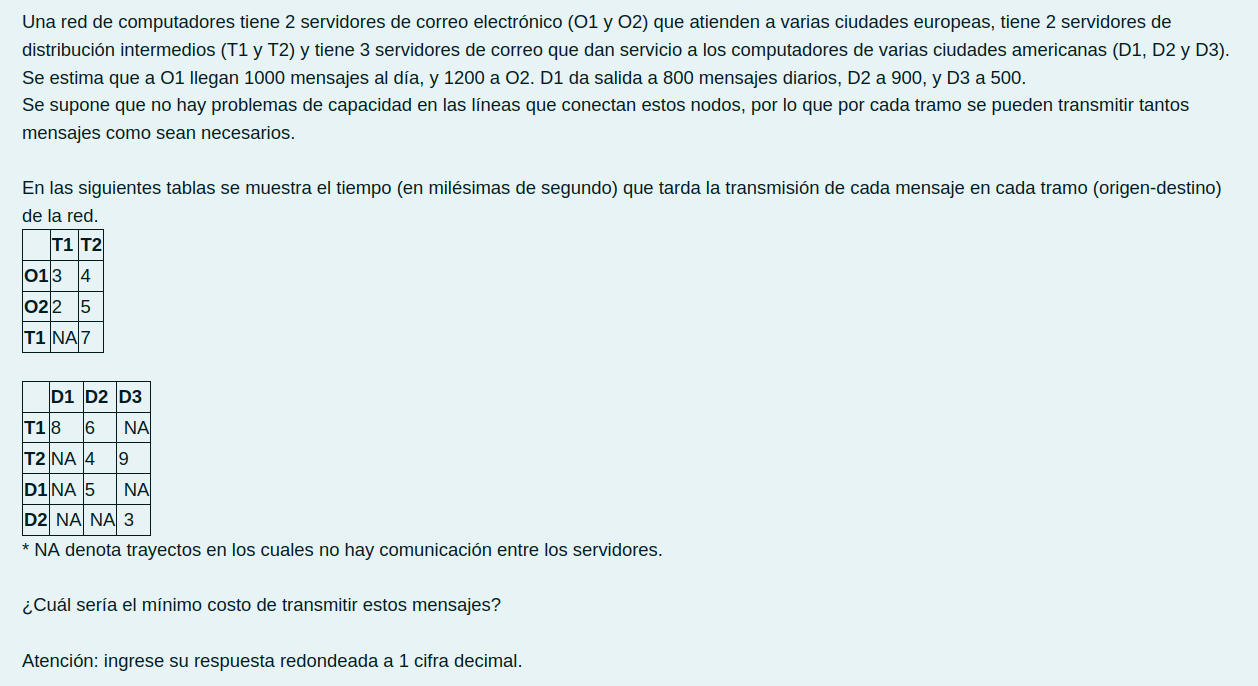 Una red de computadores tiene 2 servidores de correo electrónico (O1 y O2) que atienden a varias ciudades europeas, tiene 2 servidores de
distribución intermedios (T1 y T2) y tiene 3 servidores de correo que dan servicio a los computadores de varias ciudades americanas (D1, D2 y D3).
Se estima que a O1 llegan 1000 mensajes al día, y 1200 a O2. D1 da salida a 800 mensajes diarios, D2 a 900, y D3 a 500.
Se supone que no hay problemas de capacidad en las líneas que conectan estos nodos, por lo que por cada tramo se pueden transmitir tantos
mensajes como sean necesarios.
En las siguientes tablas se muestra el tiempo (en milésimas de segundo) que tarda la transmisión de cada mensaje en cada tramo (origen-destino)
de la red.
T1 T2
O1 3 4
O2 2 5
T1 NA 7
D1 D2 D3
T1 8 6 NA
T2 NA 4 9
D1 NA 5 NA
D2 NA NA 3
* NA denota trayectos en los cuales no hay comunicación entre los servidores.
¿Cuál sería el mínimo costo de transmitir estos mensajes?
Atención: ingrese su respuesta redondeada a 1 cifra decimal.